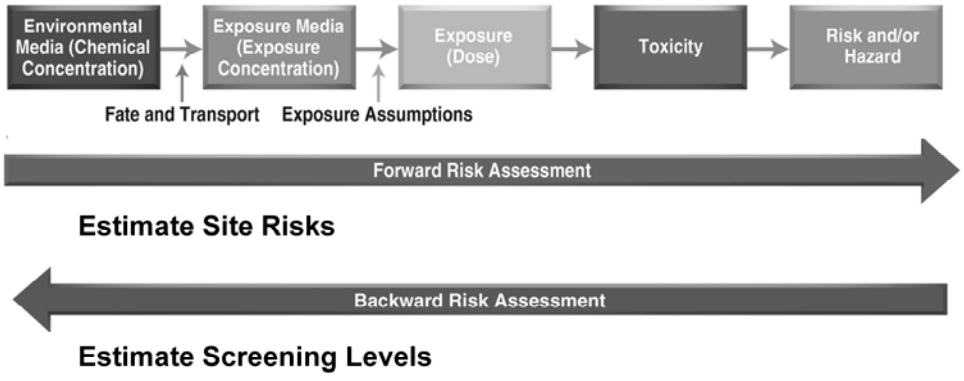 Environmental
Media (Chemical
Concentration)
Exposure Media
(Exposure
Concentration)
Exposure
(Dose)
Toxicity
Risk and/or
Hazard
Fate and Transport
Exposure Assumptions
Forward Risk Assessment
Estimate Site Risks
Backward Risk Assessment
Estimate Screening Levels